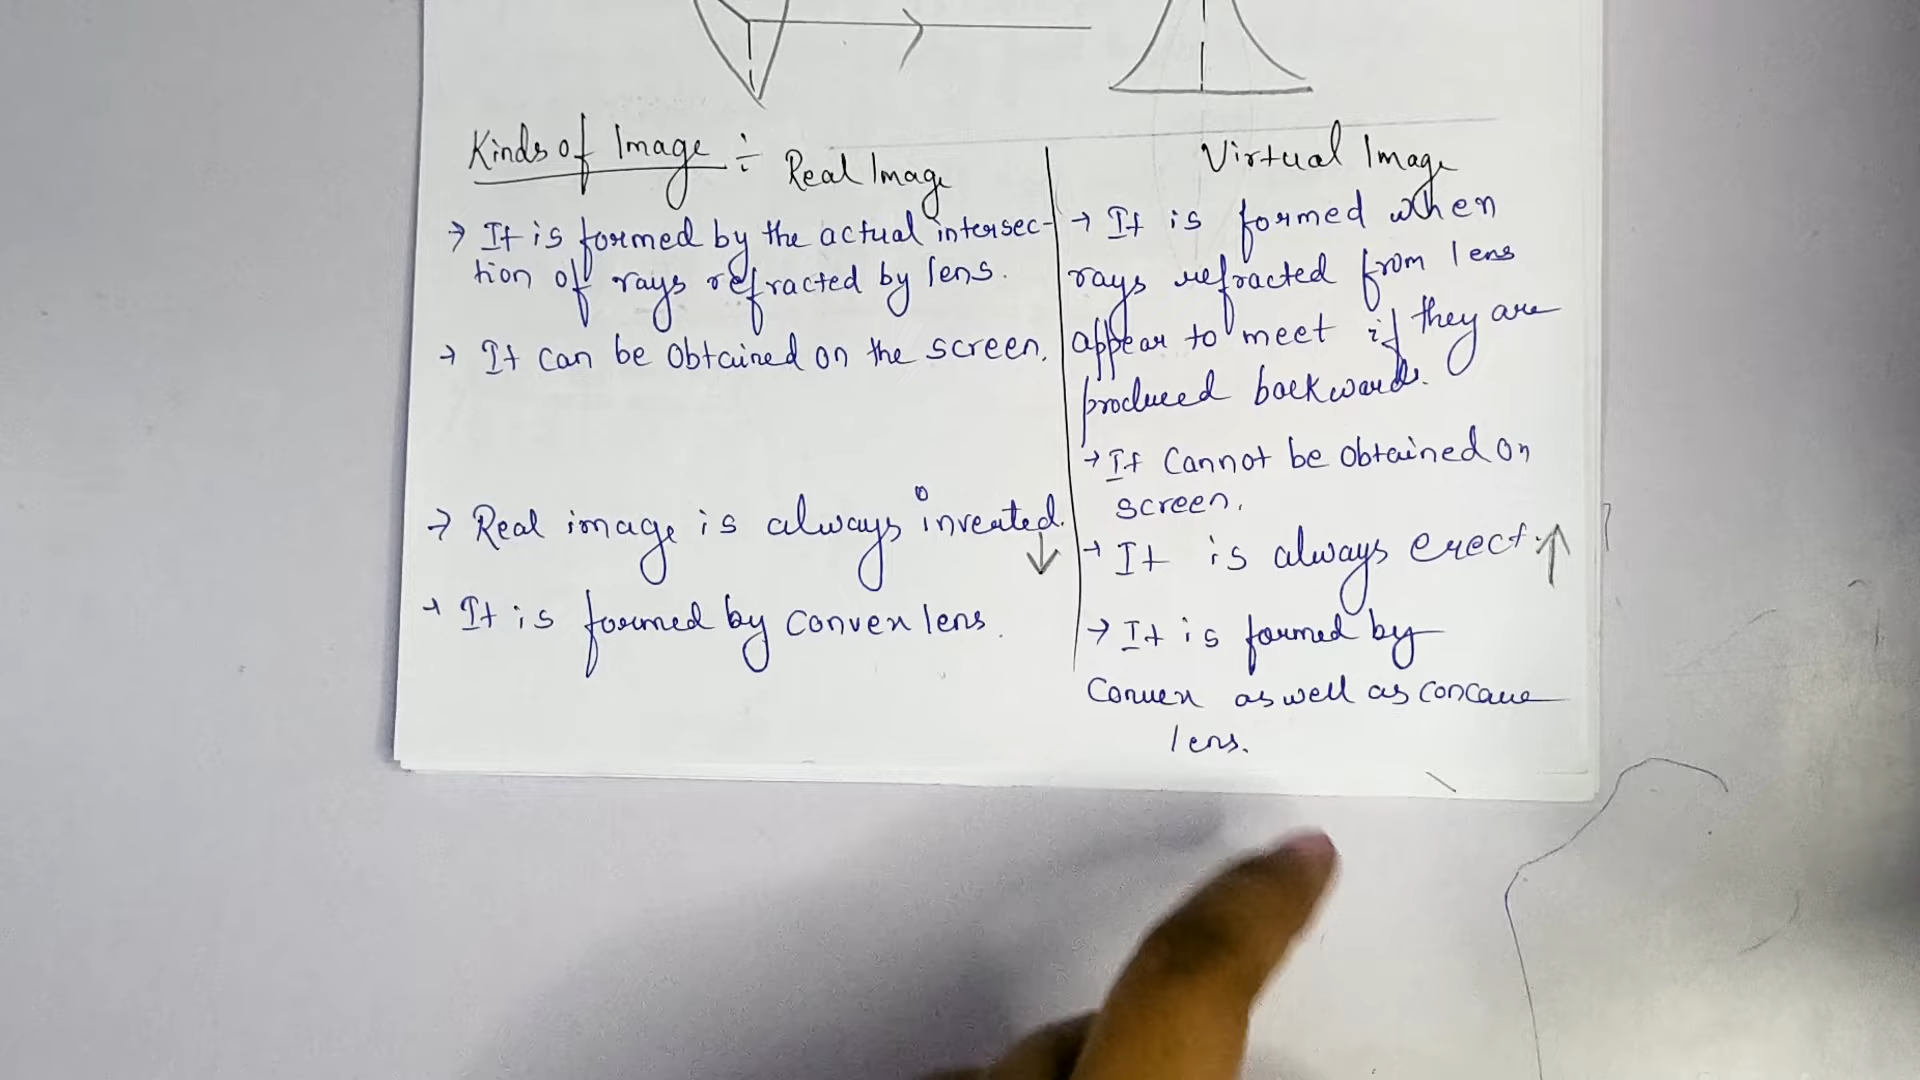 Kinds of Image ÷ Real Image
→ It is formed by the actual intersec-
tion of rays refracted by lens.
→ It can be Obtained on the screen.
→ Real image is always inverted. ↓
→ It is formed by convex lens.
Virtual Image
→ It is formed when
rays refracted from lens
appear to meet if they are
produced backwards.
→ It Cannot be obtained on
screen.
→ It is always erect. ↑
→ It is formed by
Convex as well as concave
lens.